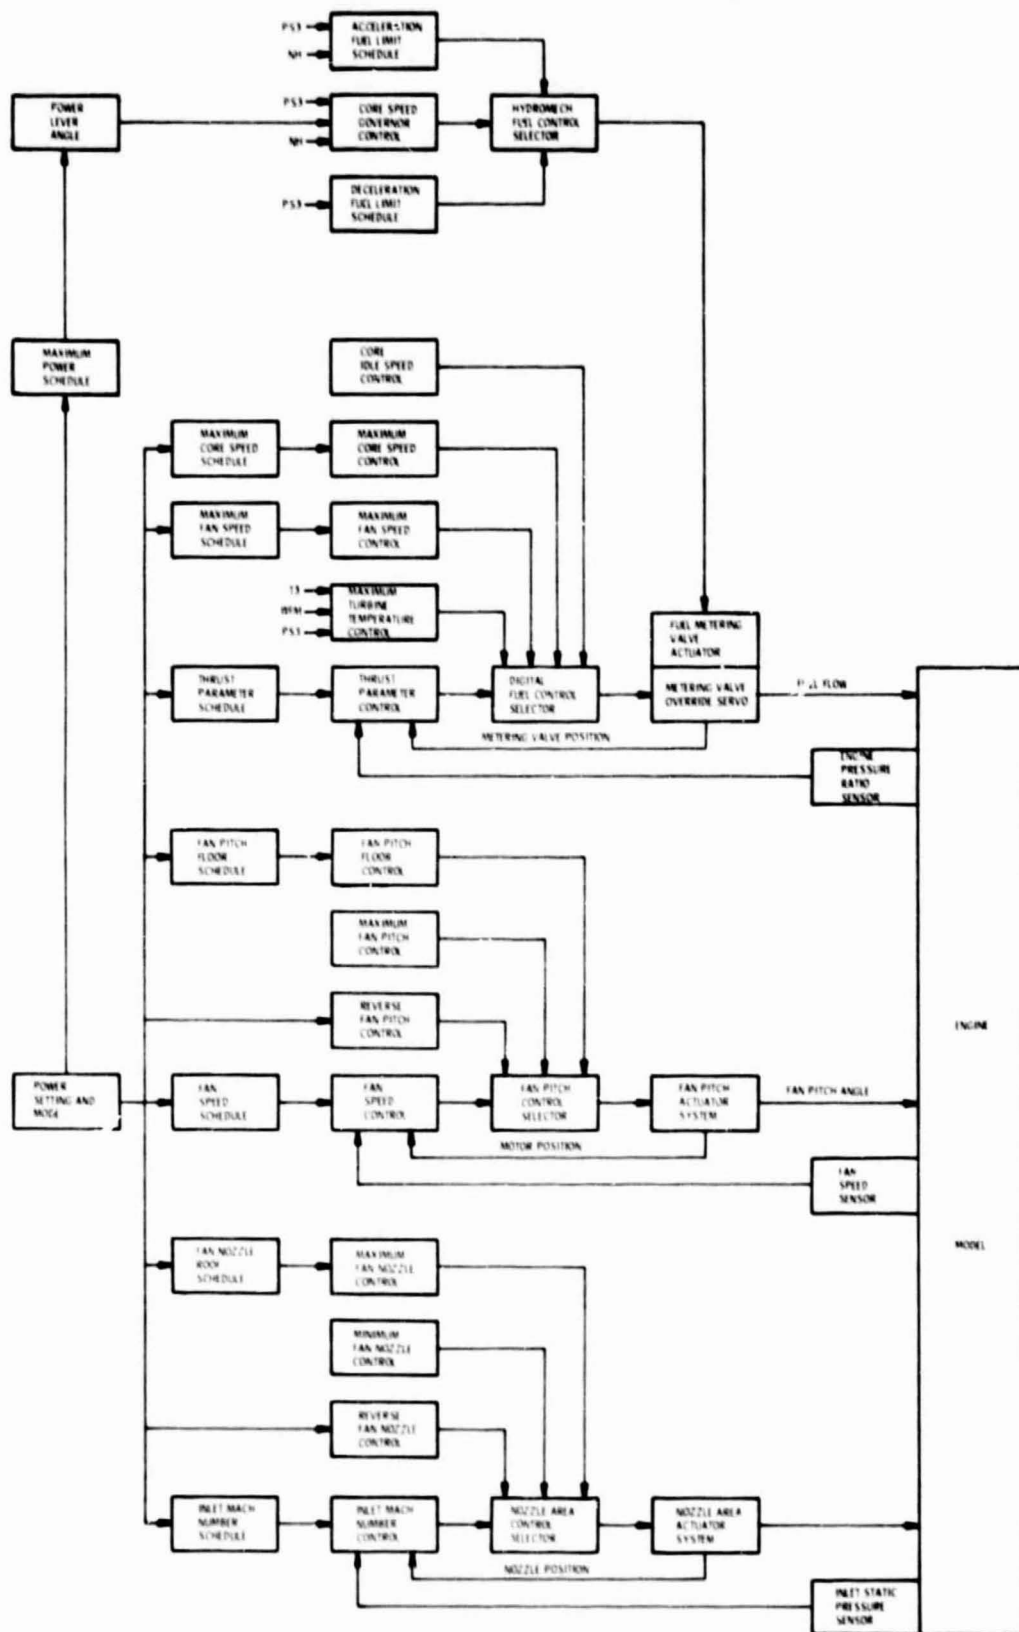 PS3
NH
ACCELERATION
FUEL LIMIT
SCHEDULE
POWER
LEVER
ANGLE
PS3
NH
CORE SPEED
GOVERNOR
CONTROL
HYDROMECH
FUEL CONTROL
SELECTOR
PS3
DECELERATION
FUEL LIMIT
SCHEDULE
MAXIMUM
POWER
SCHEDULE
CORE
IDLE SPEED
CONTROL
MAXIMUM
CORE SPEED
SCHEDULE
MAXIMUM
CORE SPEED
CONTROL
MAXIMUM
FAN SPEED
SCHEDULE
MAXIMUM
FAN SPEED
CONTROL
T3
WFM
PS3
MAXIMUM
TURBINE
TEMPERATURE
CONTROL
FUEL METERING
VALVE
ACTUATOR
THRUST
PARAMETER
SCHEDULE
THRUST
PARAMETER
CONTROL
DIGITAL
FUEL CONTROL
SELECTOR
METERING VALVE
OVERRIDE SERVO
FUEL FLOW
METERING VALVE POSITION
ENGINE
PRESSURE
RATIO
SENSOR
FAN PITCH
FLOOR
SCHEDULE
FAN PITCH
FLOOR
CONTROL
MAXIMUM
FAN PITCH
CONTROL
REVERSE
FAN PITCH
CONTROL
ENGINE
POWER
SETTING AND
MODE
FAN
SPEED
SCHEDULE
FAN
SPEED
CONTROL
FAN PITCH
CONTROL
SELECTOR
FAN PITCH
ACTUATOR
SYSTEM
FAN PITCH ANGLE
MOTOR POSITION
FAN
SPEED
SENSOR
FAN NOZZLE
ROOF
SCHEDULE
MAXIMUM
FAN NOZZLE
CONTROL
MODEL
MINIMUM
FAN NOZZLE
CONTROL
REVERSE
FAN NOZZLE
CONTROL
INLET MACH
NUMBER
SCHEDULE
INLET MACH
NUMBER
CONTROL
NOZZLE AREA
CONTROL
SELECTOR
NOZZLE AREA
ACTUATOR
SYSTEM
NOZZLE POSITION
INLET STATIC
PRESSURE
SENSOR